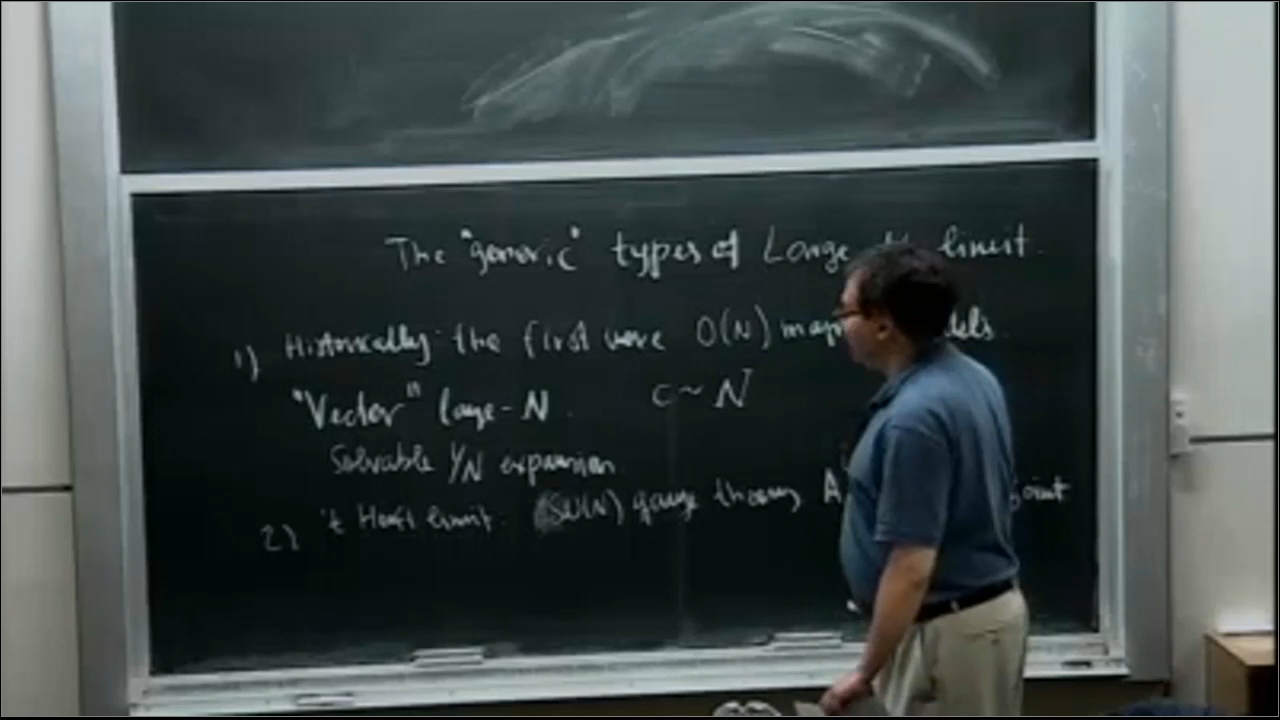 The "generic" types of Large limit.
1) Historically the first were O(N)
"Vector" large-N. c ~ N
Solvable 1/N expansion
2) 't Hooft limit. (SU(N) gauge theory A